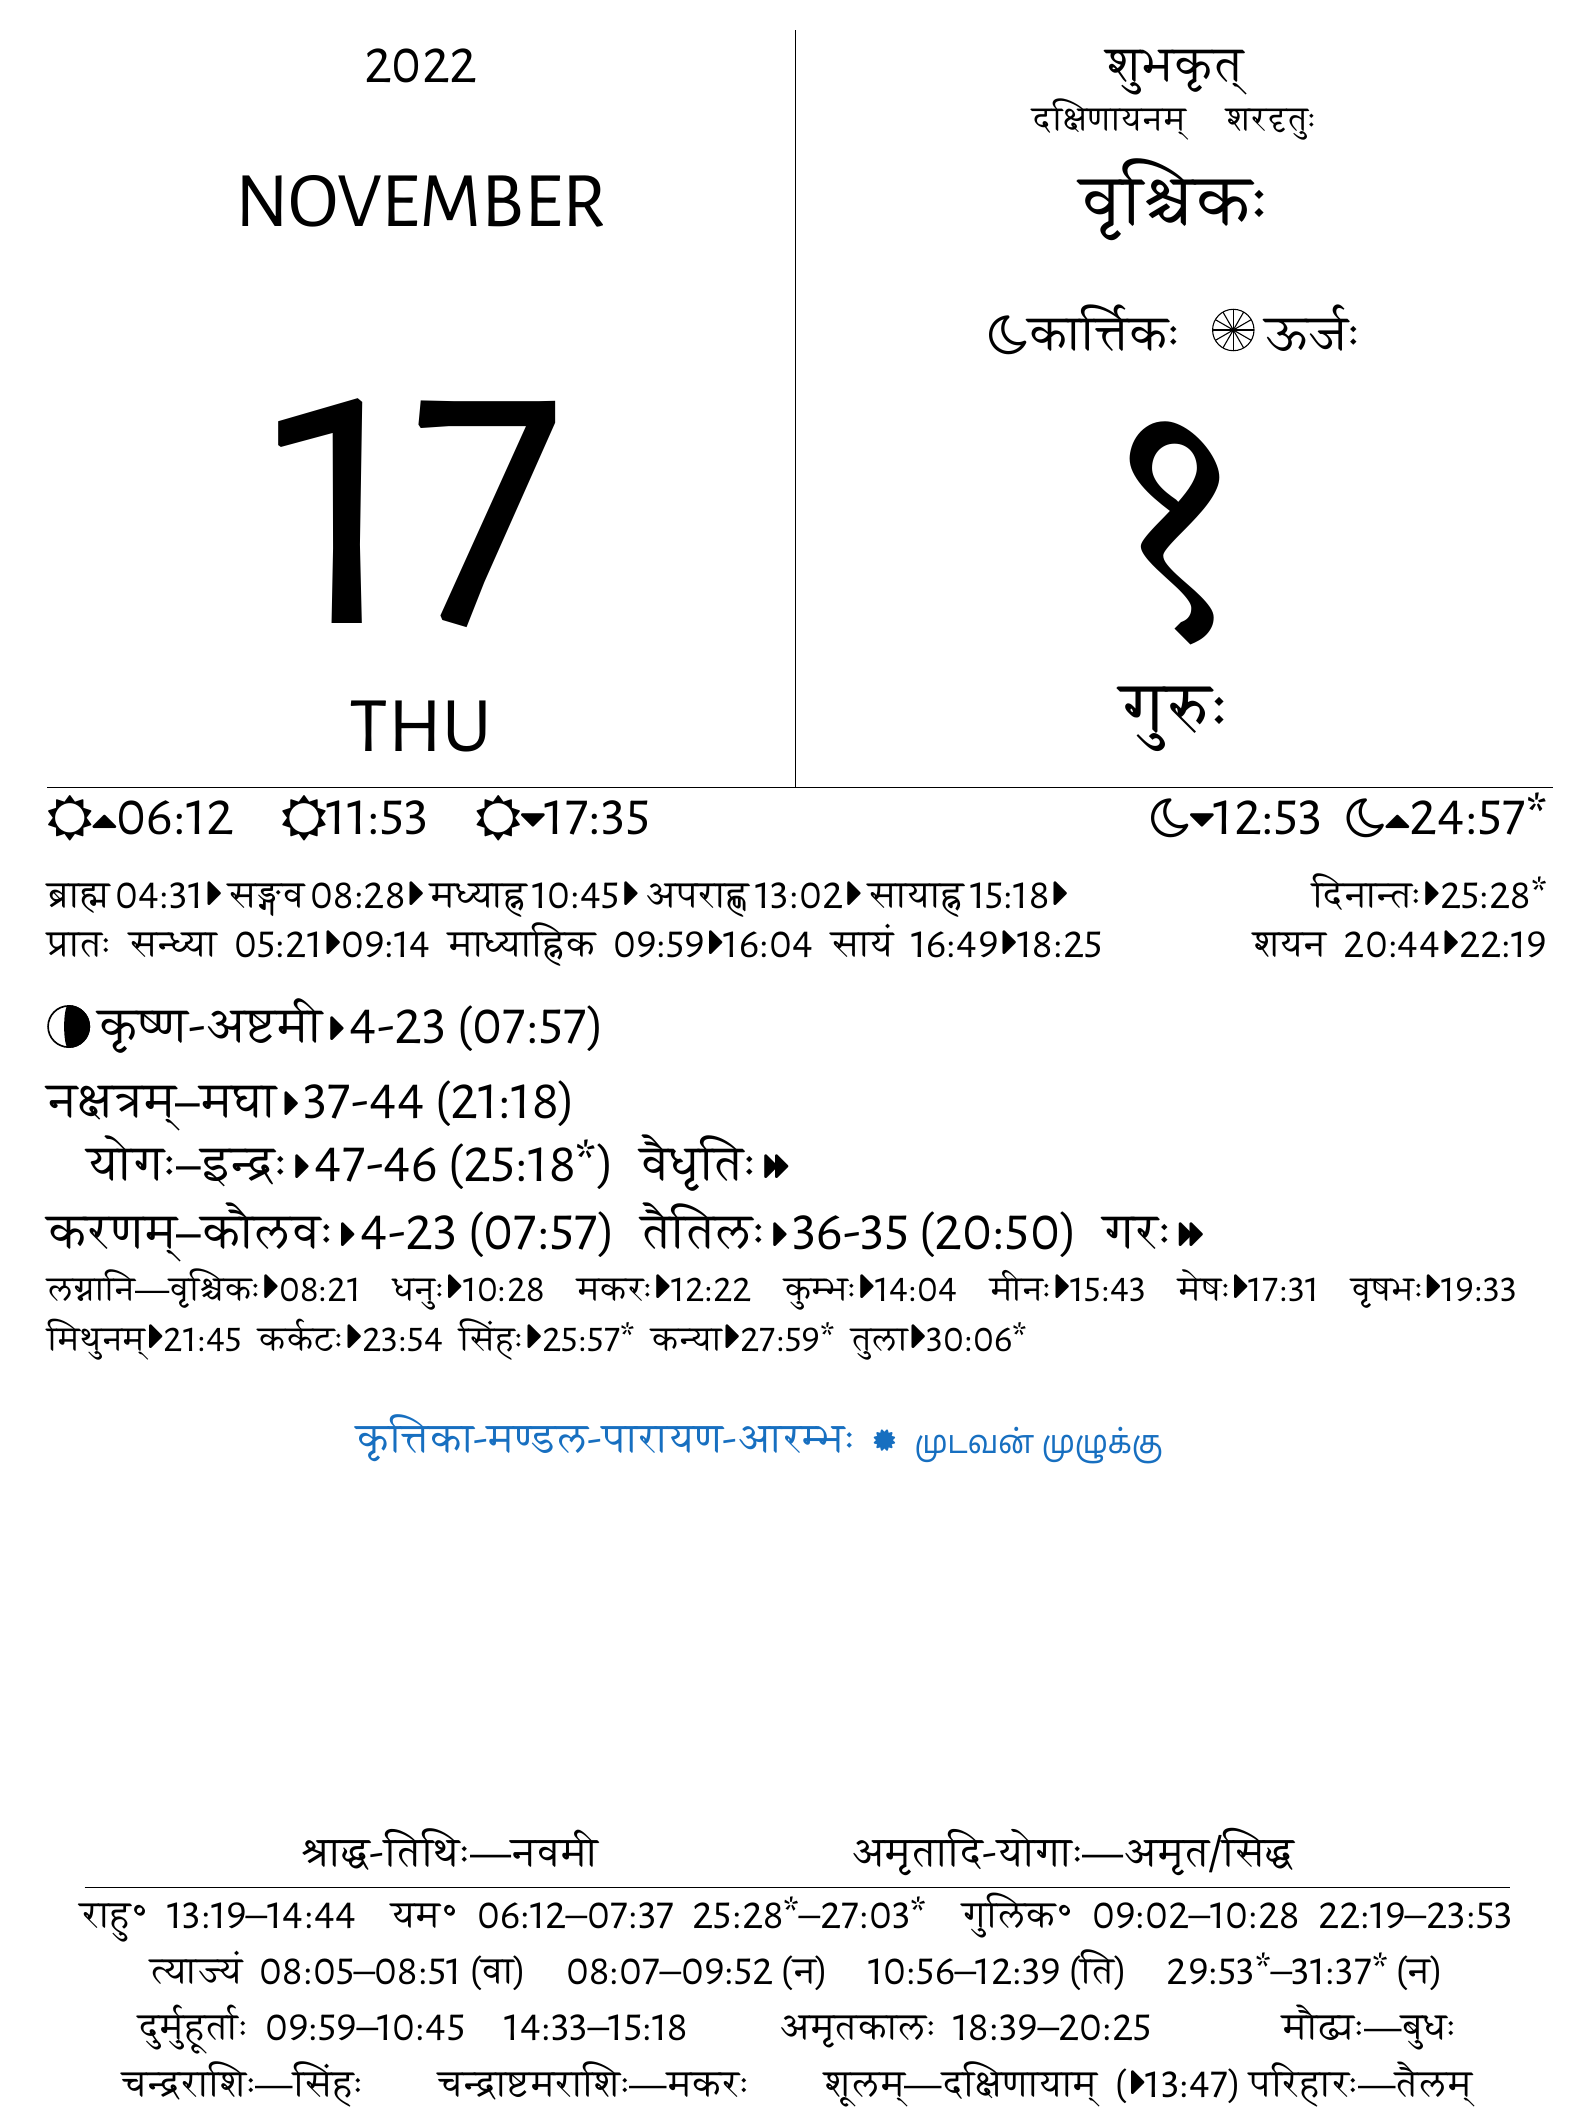 2022
NOVEMBER
17
THU
शुभकृत्
दक्षिणायनम् शरदृतुः
वृश्चिकः
कार्त्तिकः ऊर्जः
१
गुरुः
06:12 11:53 17:35 12:53 24:57*
ब्राह्म 04:31 सङ्गव 08:28 मध्याह्न 10:45 अपराह्ण 13:02 सायाह्न 15:18 दिनान्तः 25:28*
प्रातः सन्ध्या 05:21 09:14 माध्याह्निक 09:59 16:04 सायं 16:49 18:25 शयन 20:44 22:19
कृष्ण-अष्टमी 4-23 (07:57)
नक्षत्रम्–मघा 37-44 (21:18)
योगः–इन्द्रः 47-46 (25:18*) वैधृतिः
करणम्–कौलवः 4-23 (07:57) तैतिलः 36-35 (20:50) गरः
लग्नानि—वृश्चिकः 08:21 धनुः 10:28 मकरः 12:22 कुम्भः 14:04 मीनः 15:43 मेषः 17:31 वृषभः 19:33
मिथुनम् 21:45 कर्कटः 23:54 सिंहः 25:57* कन्या 27:59* तुला 30:06*
कृत्तिका-मण्डल-पारायण-आरम्भः முடவன் முழுக்கு
श्राद्ध-तिथिः—नवमी अमृतादि-योगाः—अमृत/सिद्ध
राहु॰ 13:19–14:44 यम॰ 06:12–07:37 25:28*–27:03* गुलिक॰ 09:02–10:28 22:19–23:53
त्याज्यं 08:05–08:51 (वा) 08:07–09:52 (न) 10:56–12:39 (ति) 29:53*–31:37* (न)
दुर्मुहूर्ताः 09:59–10:45 14:33–15:18 अमृतकालः 18:39–20:25 मौढ्यः—बुधः
चन्द्रराशिः—सिंहः चन्द्राष्टमराशिः—मकरः शूलम्—दक्षिणायाम् (13:47) परिहारः—तैलम्